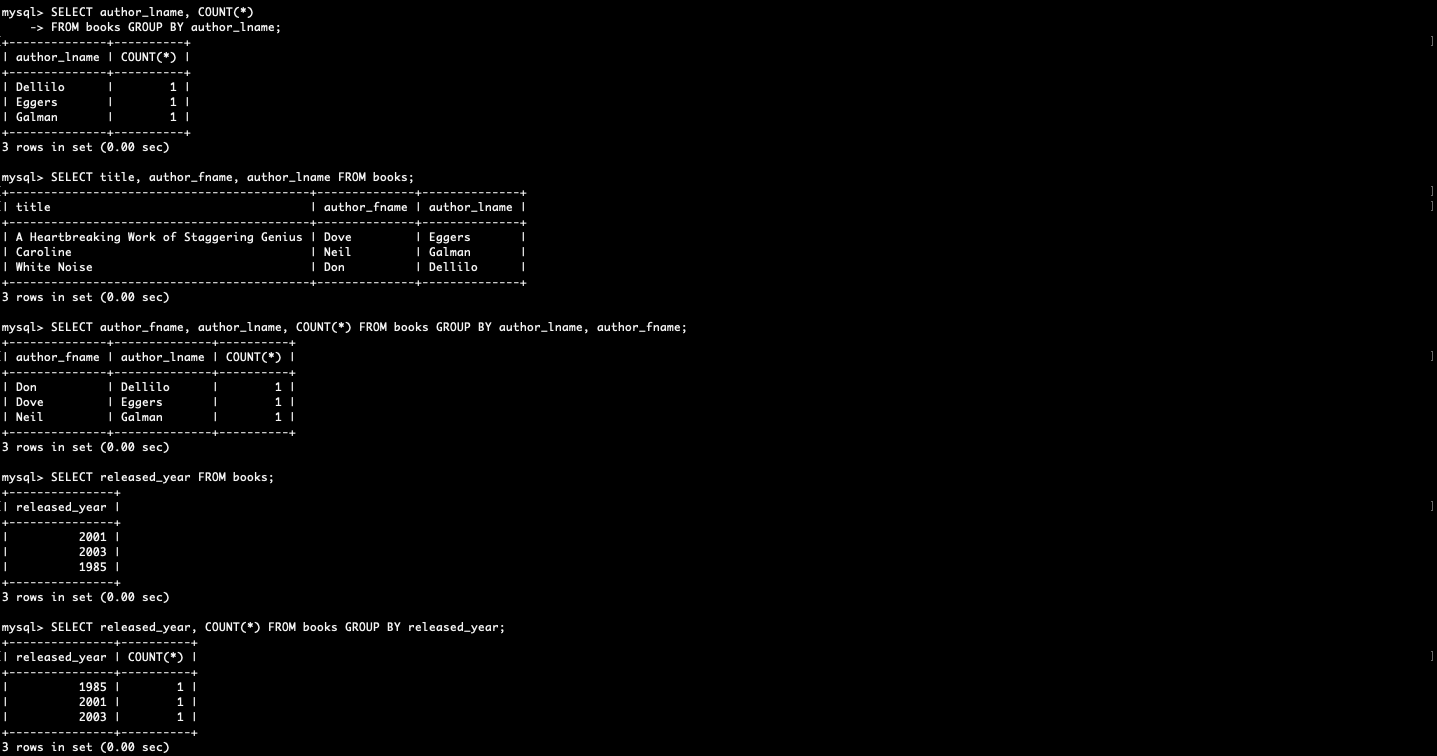 mysql> SELECT author_lname, COUNT(*)
    -> FROM books GROUP BY author_lname;
+--------------+----------+
| author_lname | COUNT(*) |
+--------------+----------+
| Dellilo      |        1 |
| Eggers       |        1 |
| Galman       |        1 |
+--------------+----------+
3 rows in set (0.00 sec)

mysql> SELECT title, author_fname, author_lname FROM books;
+-------------------------------------------+--------------+--------------+
| title                                     | author_fname | author_lname |
+-------------------------------------------+--------------+--------------+
| A Heartbreaking Work of Staggering Genius | Dove         | Eggers       |
| Caroline                                  | Neil         | Galman       |
| White Noise                               | Don          | Dellilo      |
+-------------------------------------------+--------------+--------------+
3 rows in set (0.00 sec)

mysql> SELECT author_fname, author_lname, COUNT(*) FROM books GROUP BY author_lname, author_fname;
+--------------+--------------+----------+
| author_fname | author_lname | COUNT(*) |
+--------------+--------------+----------+
| Don          | Dellilo      |        1 |
| Dove         | Eggers       |        1 |
| Neil         | Galman       |        1 |
+--------------+--------------+----------+
3 rows in set (0.00 sec)

mysql> SELECT released_year FROM books;
+---------------+
| released_year |
+---------------+
|          2001 |
|          2003 |
|          1985 |
+---------------+
3 rows in set (0.00 sec)

mysql> SELECT released_year, COUNT(*) FROM books GROUP BY released_year;
+---------------+----------+
| released_year | COUNT(*) |
+---------------+----------+
|          1985 |        1 |
|          2001 |        1 |
|          2003 |        1 |
+---------------+----------+
3 rows in set (0.00 sec)